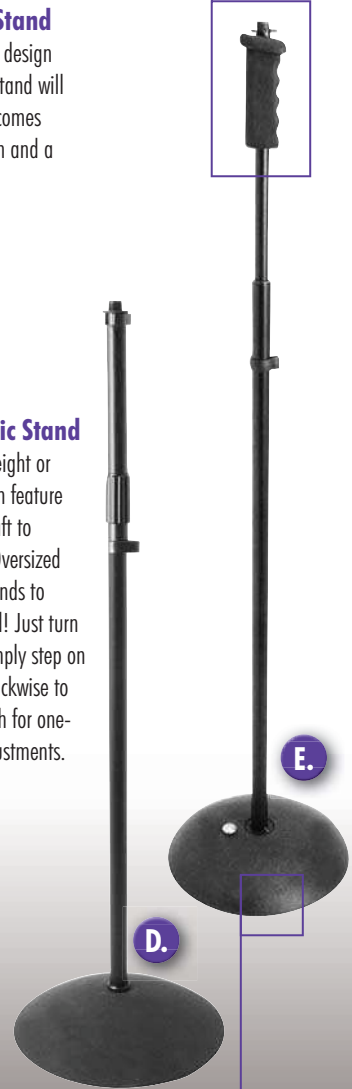 Stand
design
tand will
comes
n and a
ic Stand
eight or
n feature
ft to
Oversized
nds to
l! Just turn
mply step on
ckwise to
h for one-
ustments.
E.
D.